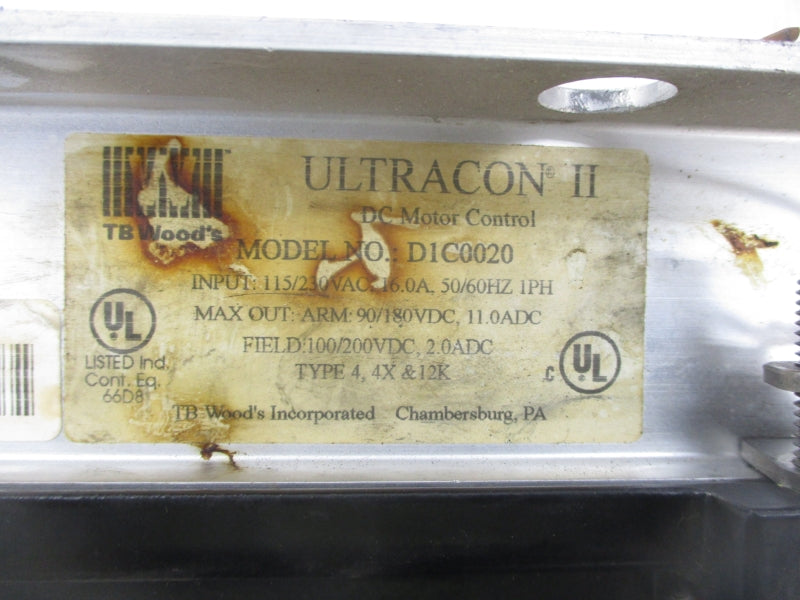 TB Wood's
ULTRACON® II
DC Motor Control
MODEL NO.: D1C0020
INPUT: 115/230VAC, 16.0A, 50/60HZ 1PH
MAX OUT: ARM: 90/180VDC, 11.0ADC
FIELD:100/200VDC, 2.0ADC
TYPE 4, 4X &12K
UL
LISTED Ind.
Cont. Eq.
66D8
c UL
TB Wood's Incorporated Chambersburg, PA